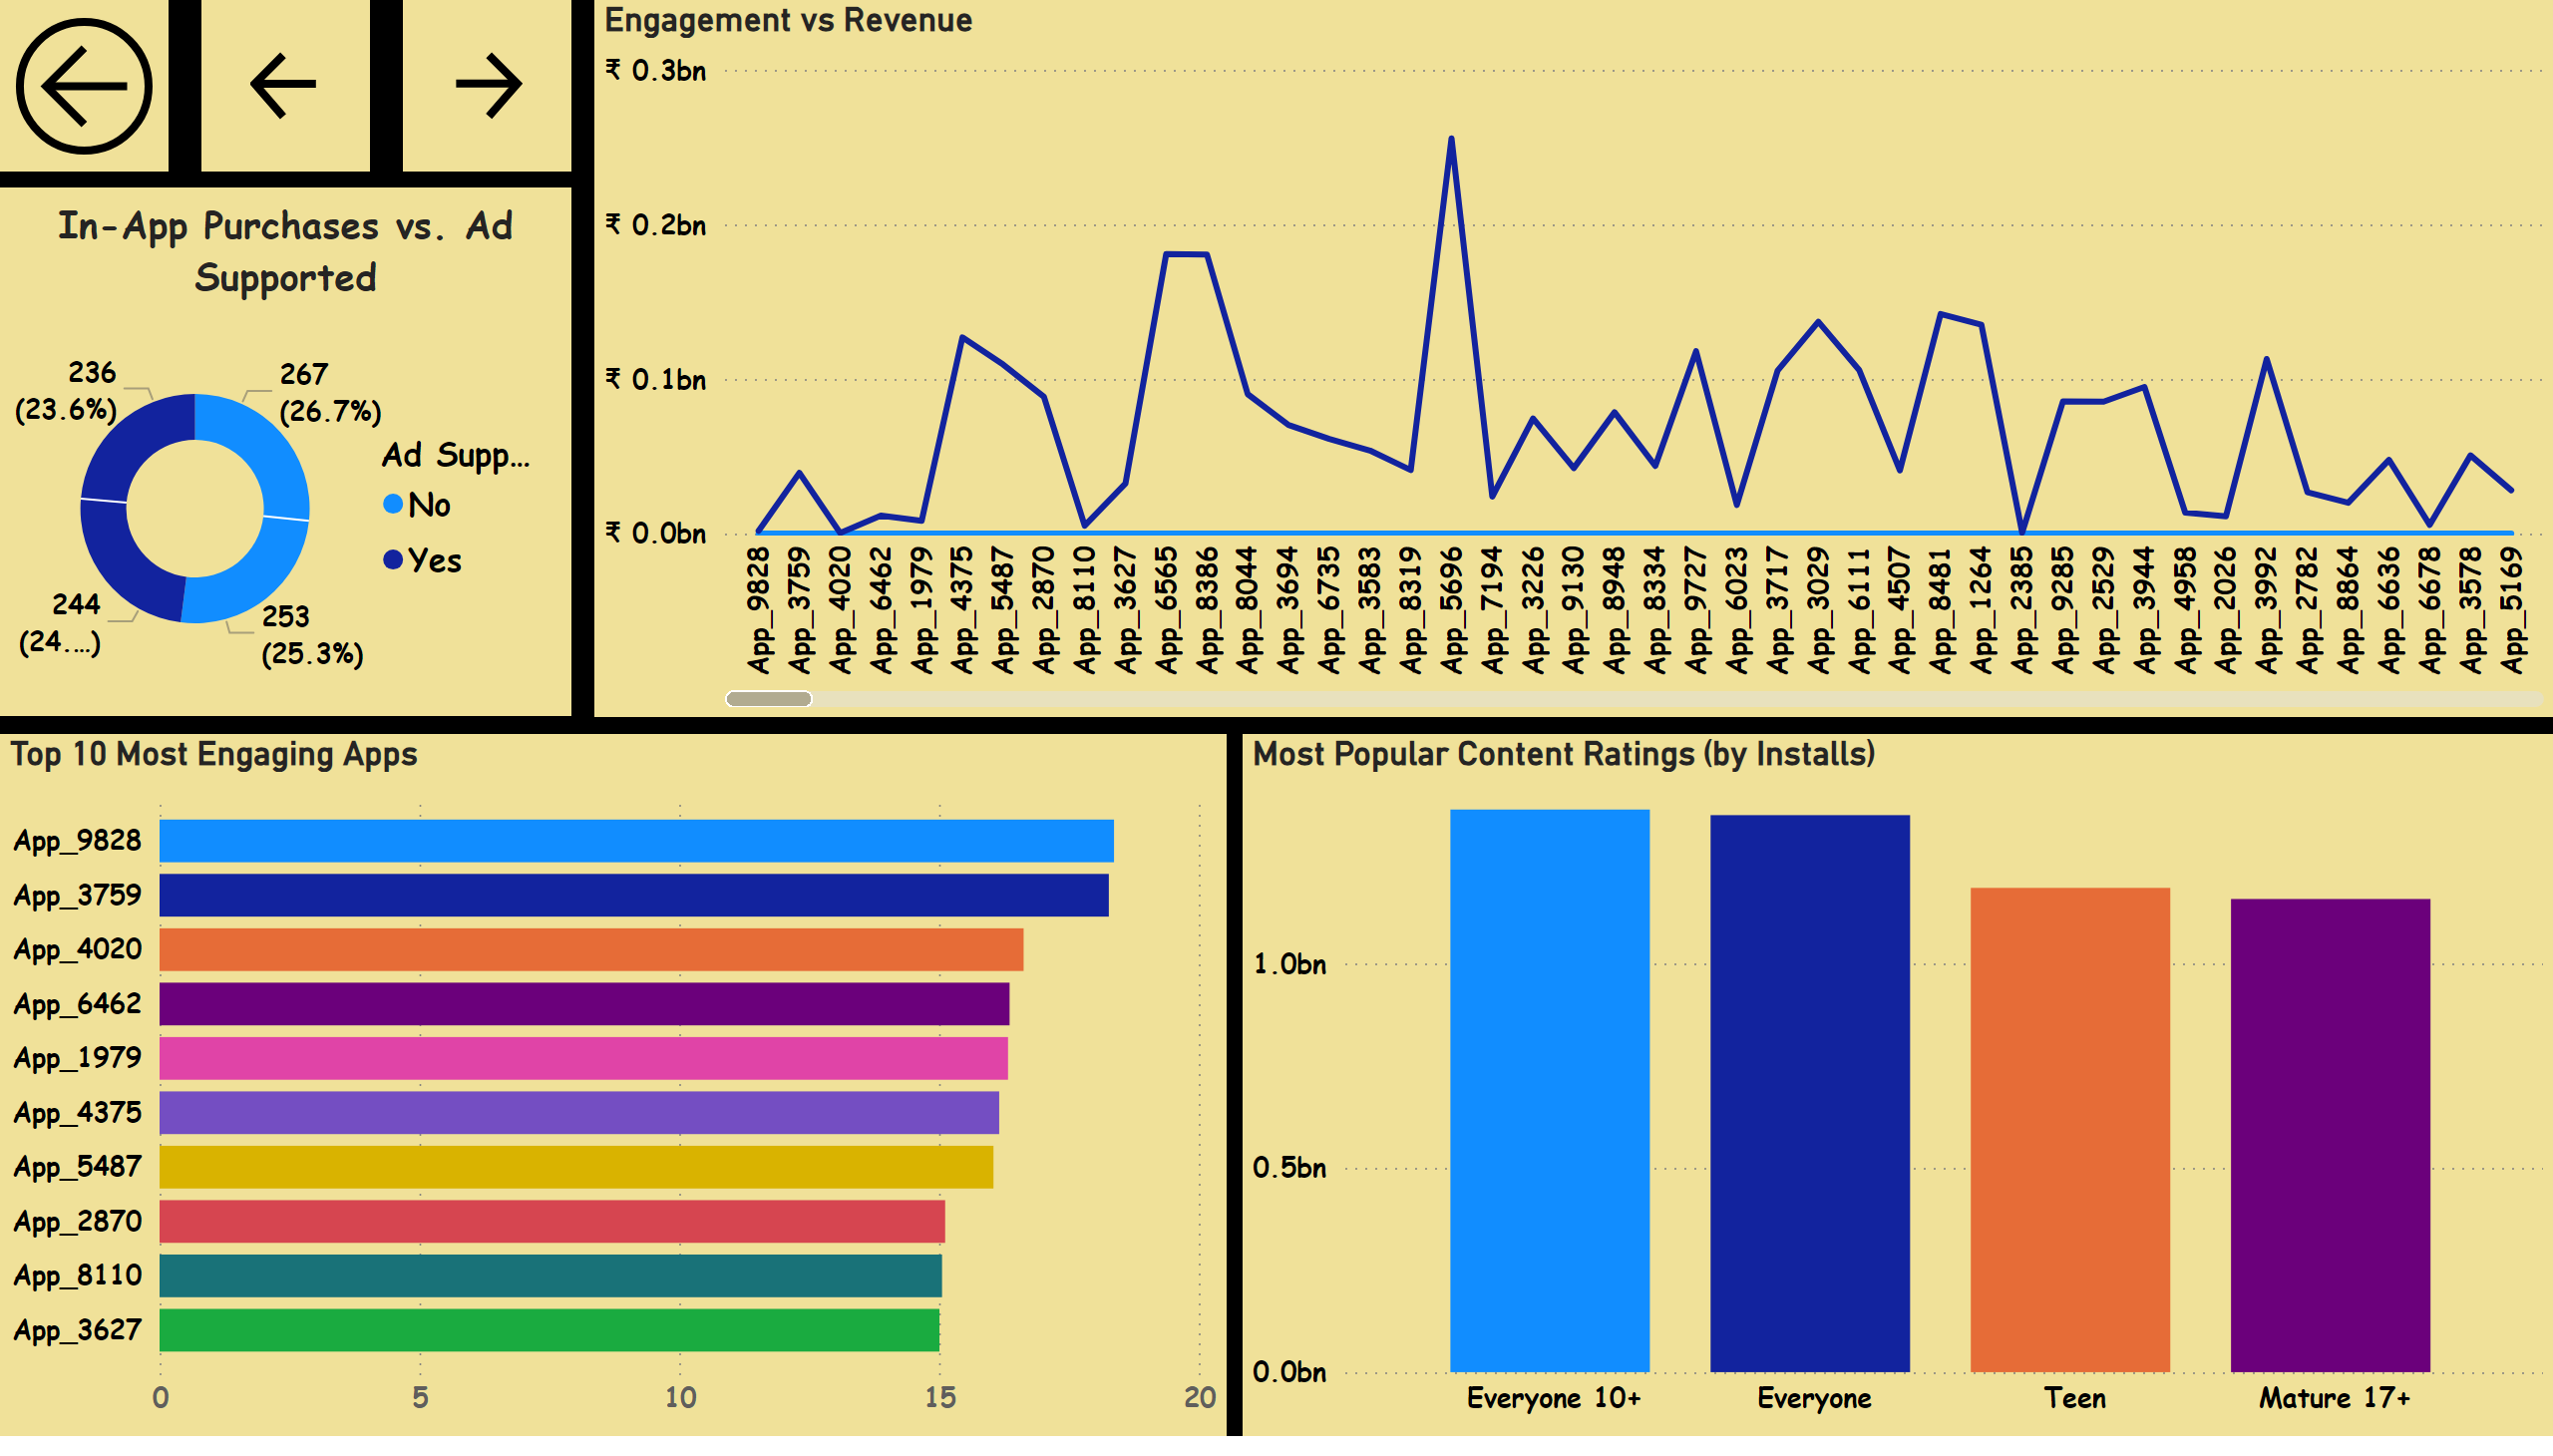 In-App Purchases vs. Ad
Supported
236
(23.6%)
267
(26.7%)
Ad Supp...
No
Yes
244
(24....)
253
(25.3%)
Engagement vs Revenue
₹ 0.3bn
₹ 0.2bn
₹ 0.1bn
₹ 0.0bn
App_9828
App_3759
App_4020
App_6462
App_1979
App_4375
App_5487
App_2870
App_8110
App_3627
App_6565
App_8386
App_8044
App_3694
App_6735
App_3583
App_8319
App_5696
App_7194
App_3226
App_9130
App_8948
App_8334
App_9727
App_6023
App_3717
App_3029
App_6111
App_4507
App_8481
App_1264
App_2385
App_9285
App_2529
App_3944
App_4958
App_2026
App_3992
App_2782
App_8864
App_6636
App_6678
App_3578
App_5169
Top 10 Most Engaging Apps
App_9828
App_3759
App_4020
App_6462
App_1979
App_4375
App_5487
App_2870
App_8110
App_3627
0 5 10 15 20
Most Popular Content Ratings (by Installs)
1.0bn
0.5bn
0.0bn
Everyone 10+ Everyone Teen Mature 17+